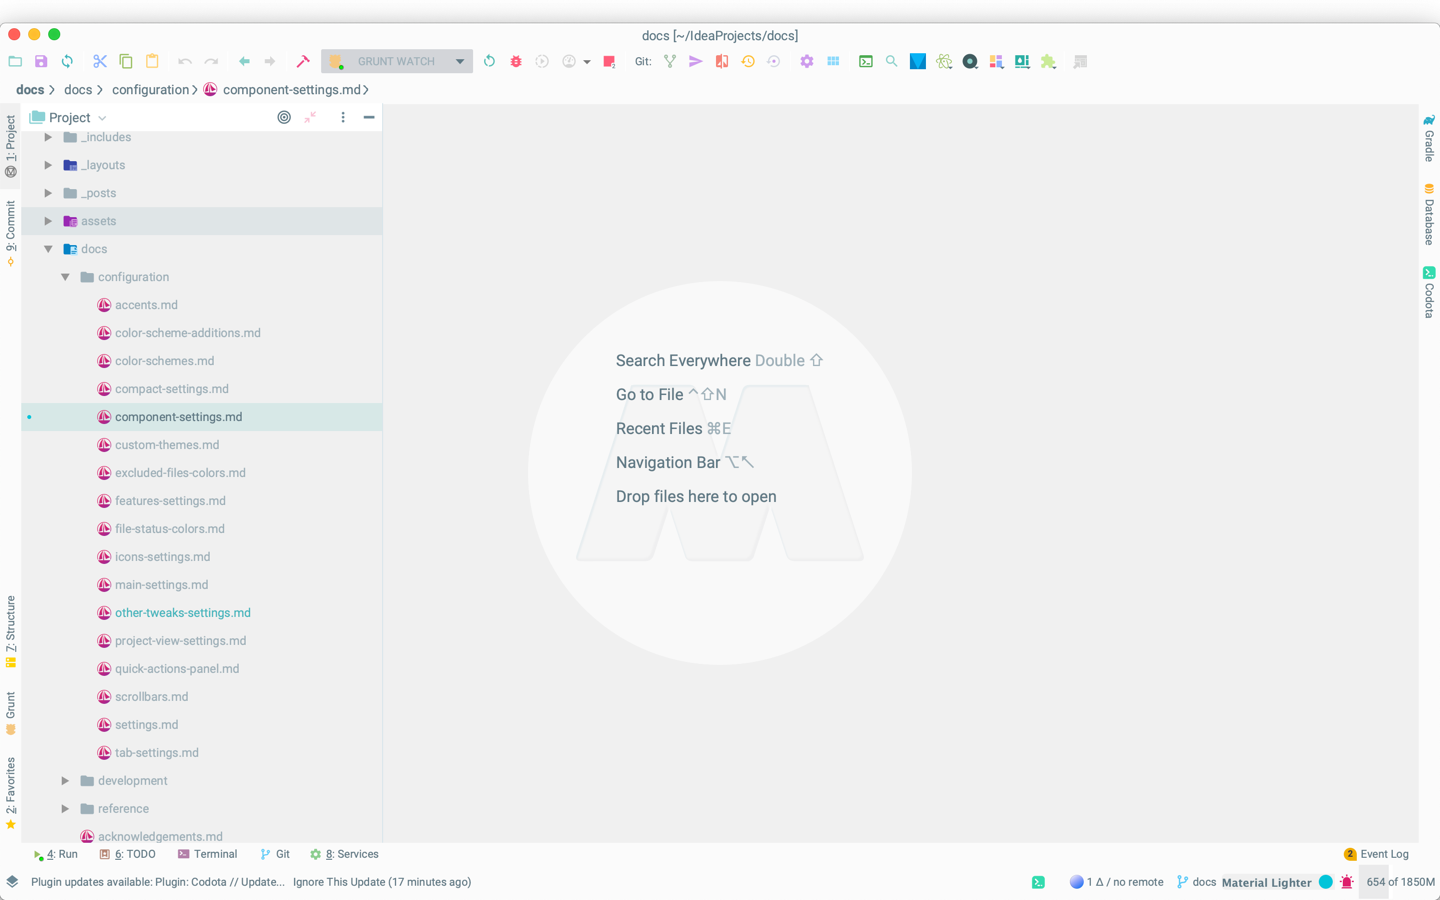 docs [~/IdeaProjects/docs]
GRUNT WATCH
Git:
docs
docs
configuration
component-settings.md
1: Project
9: Commit
7: Structure
Grunt
2: Favorites
Project
_includes
_layouts
_posts
assets
docs
configuration
accents.md
color-scheme-additions.md
color-schemes.md
compact-settings.md
component-settings.md
custom-themes.md
excluded-files-colors.md
features-settings.md
file-status-colors.md
icons-settings.md
main-settings.md
other-tweaks-settings.md
project-view-settings.md
quick-actions-panel.md
scrollbars.md
settings.md
tab-settings.md
development
reference
acknowledgements.md
Search Everywhere Double ⇧
Go to File ^⇧N
Recent Files ⌘E
Navigation Bar ⌥↖
Drop files here to open
Gradle
Database
Codota
4: Run
6: TODO
Terminal
Git
8: Services
2 Event Log
Plugin updates available: Plugin: Codota // Update... Ignore This Update (17 minutes ago)
1 Δ / no remote
docs
Material Lighter
654 of 1850M